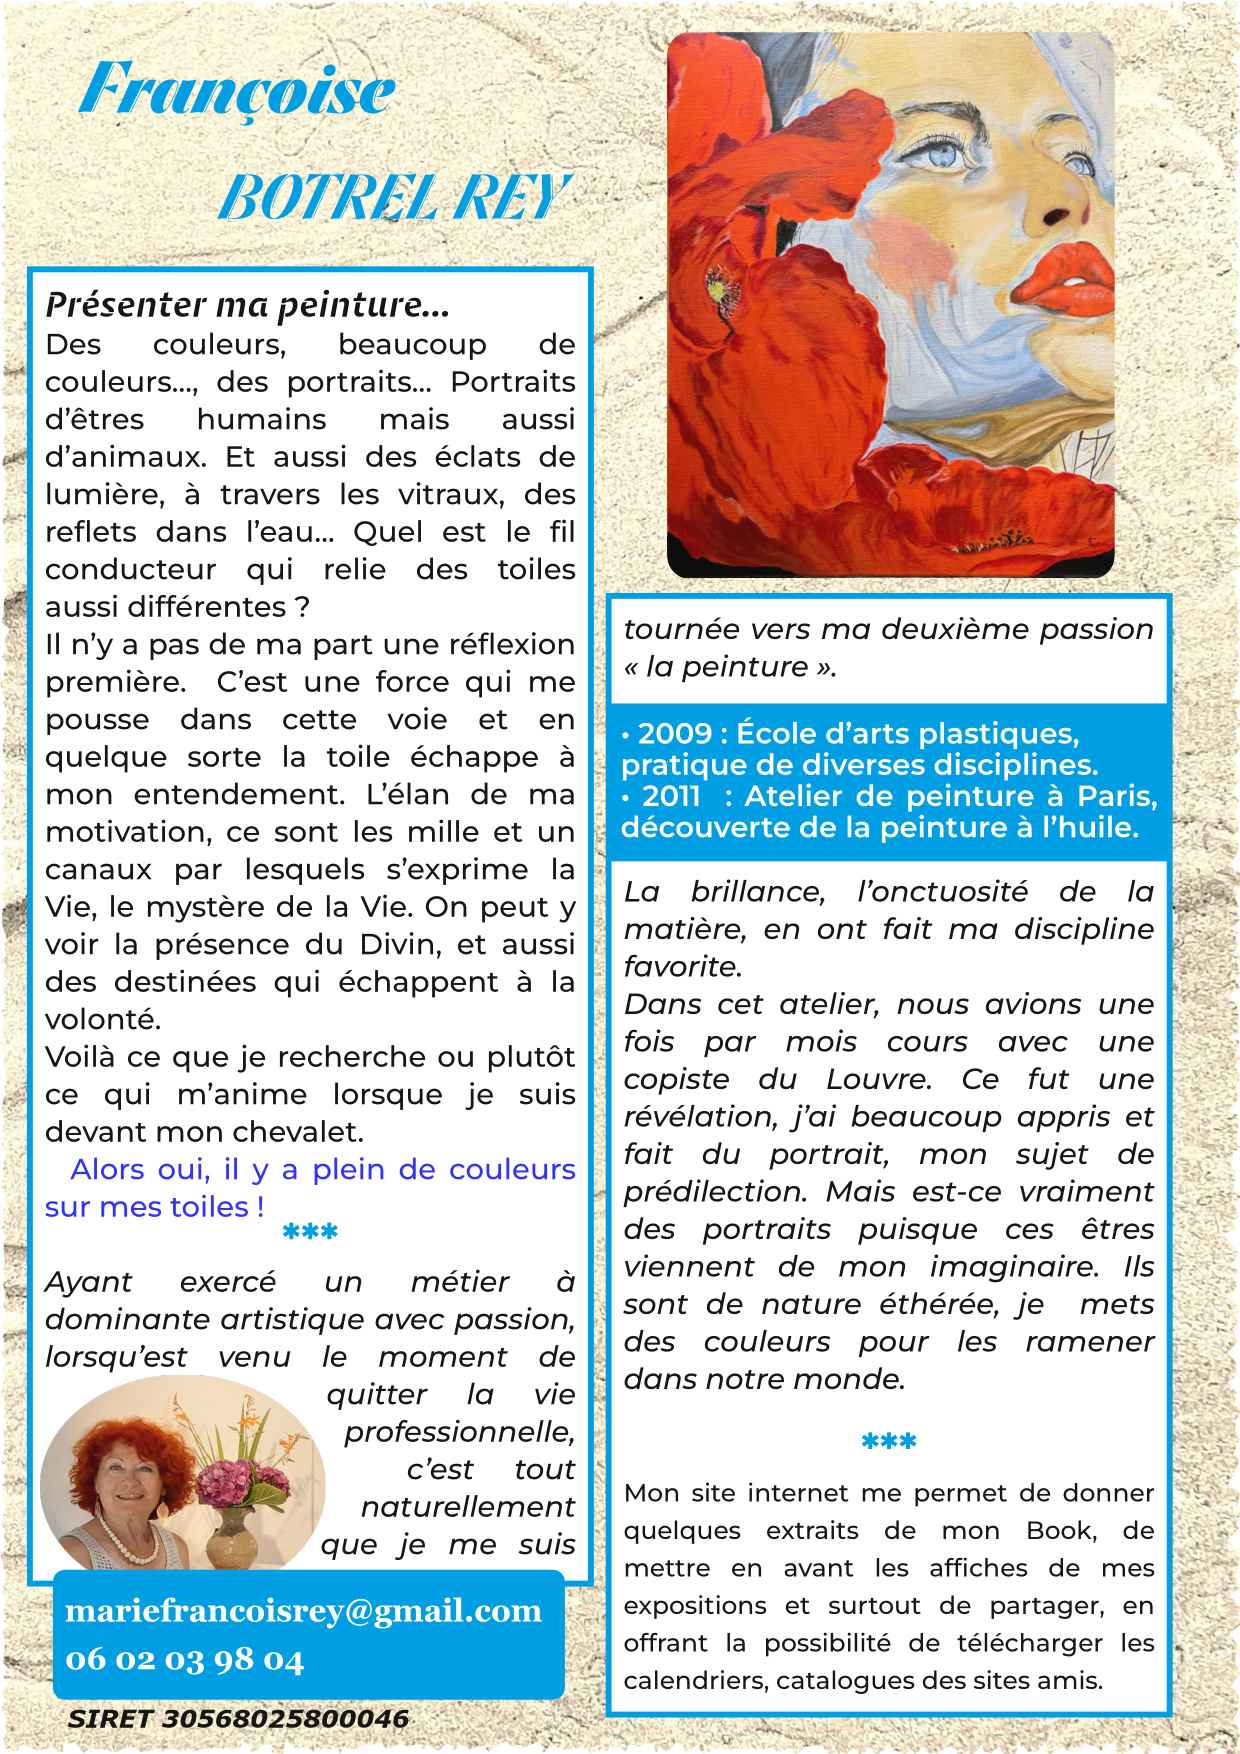 Françoise
BOTREL REY
Présenter ma peinture...
Des couleurs, beaucoup de
couleurs..., des portraits... Portraits
d’êtres humains mais aussi
d’animaux. Et aussi des éclats de
lumière, à travers les vitraux, des
reflets dans l’eau... Quel est le fil
conducteur qui relie des toiles
aussi différentes ?
Il n’y a pas de ma part une réflexion
première. C’est une force qui me
pousse dans cette voie et en
quelque sorte la toile échappe à
mon entendement. L’élan de ma
motivation, ce sont les mille et un
canaux par lesquels s’exprime la
Vie, le mystère de la Vie. On peut y
voir la présence du Divin, et aussi
des destinées qui échappent à la
volonté.
Voilà ce que je recherche ou plutôt
ce qui m’anime lorsque je suis
devant mon chevalet.
Alors oui, il y a plein de couleurs
sur mes toiles !
***
Ayant exercé un métier à
dominante artistique avec passion,
lorsqu’est venu le moment de
quitter la vie
professionnelle,
c’est tout
naturellement
que je me suis
mariefrancoisrey@gmail.com
06 02 03 98 04
SIRET 30568025800046
tournée vers ma deuxième passion
« la peinture ».
• 2009 : École d’arts plastiques,
pratique de diverses disciplines.
• 2011 : Atelier de peinture à Paris,
découverte de la peinture à l’huile.
La brillance, l’onctuosité de la
matière, en ont fait ma discipline
favorite.
Dans cet atelier, nous avions une
fois par mois cours avec une
copiste du Louvre. Ce fut une
révélation, j’ai beaucoup appris et
fait du portrait, mon sujet de
prédilection. Mais est-ce vraiment
des portraits puisque ces êtres
viennent de mon imaginaire. Ils
sont de nature éthérée, je mets
des couleurs pour les ramener
dans notre monde.
***
Mon site internet me permet de donner
quelques extraits de mon Book, de
mettre en avant les affiches de mes
expositions et surtout de partager, en
offrant la possibilité de télécharger les
calendriers, catalogues des sites amis.